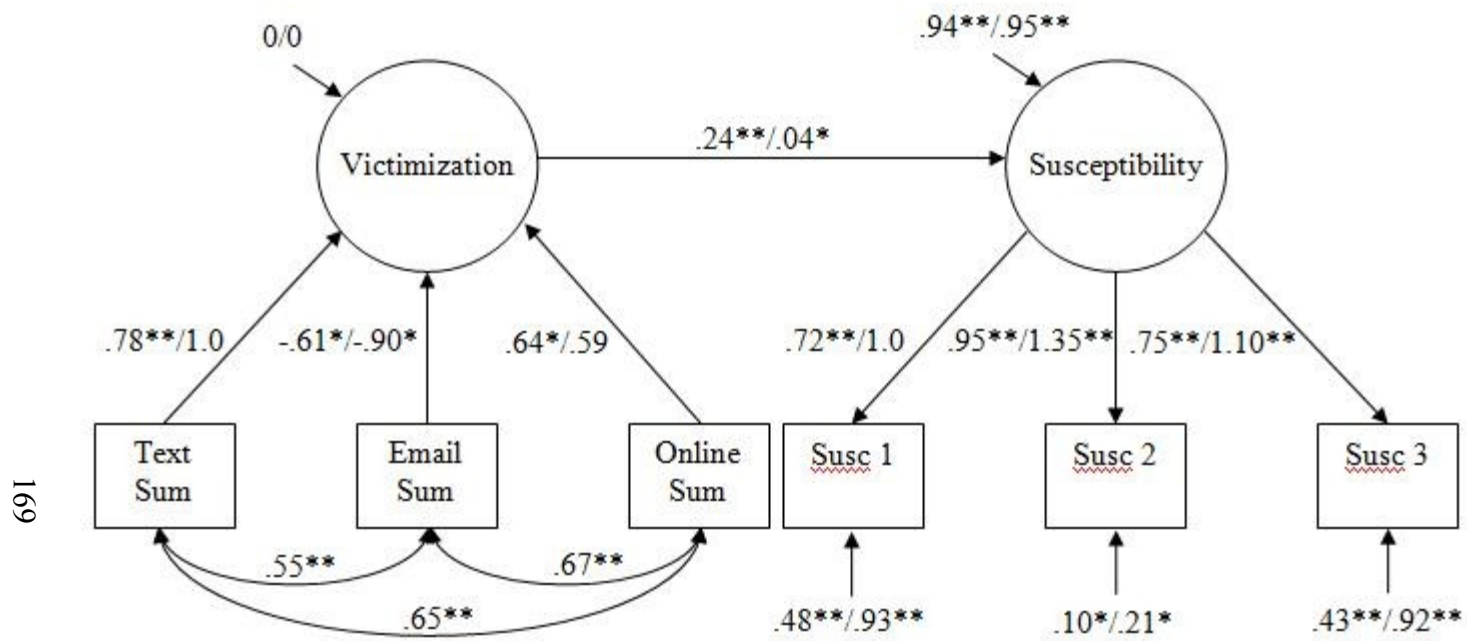 0/0
.94**/.95**
Victimization
.24**/.04*
Susceptibility
.78**/1.0
-.61*/-.90*
.64*/.59
.72**/1.0
.95**/1.35**
.75**/1.10**
Text
Sum
Email
Sum
Online
Sum
Susc 1
Susc 2
Susc 3
.55**
.67**
.65**
.48**/.93**
.10*/.21*
.43**/.92**
169